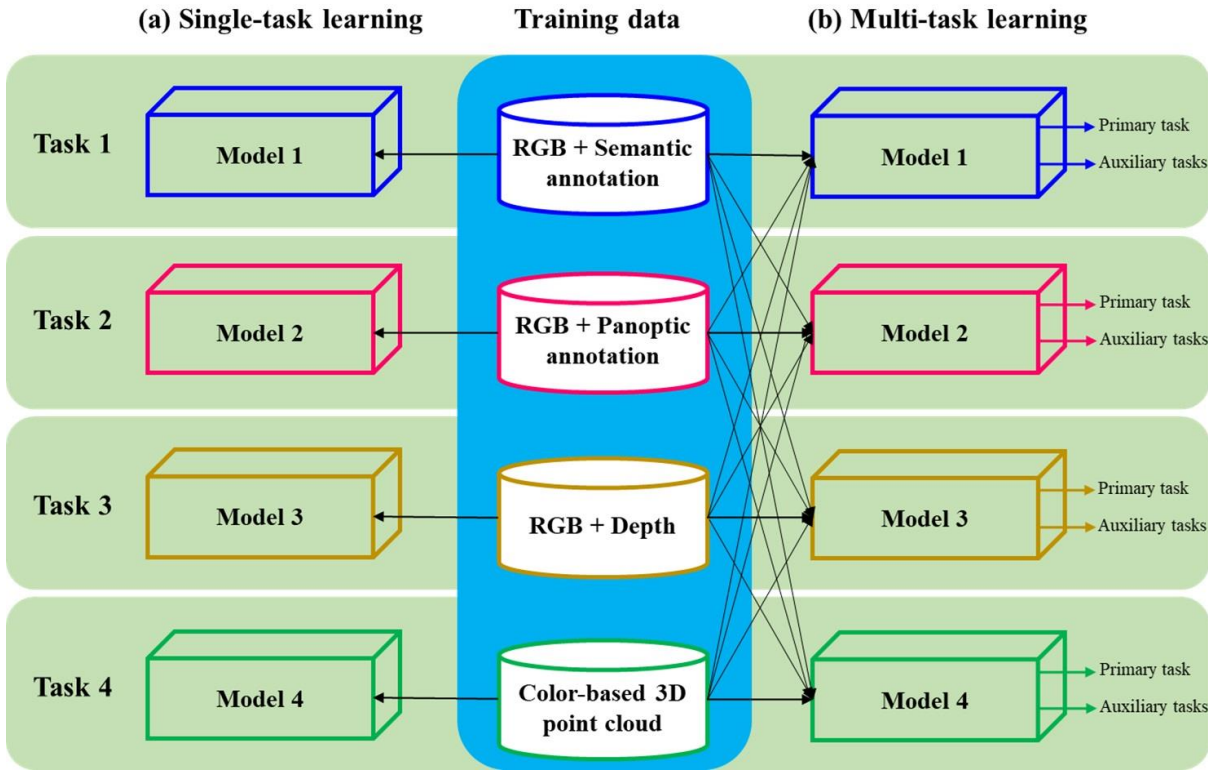 (a) Single-task learning
Training data
(b) Multi-task learning
Task 1
Model 1
RGB + Semantic
annotation
Model 1
Primary task
Auxiliary tasks
Task 2
Model 2
RGB + Panoptic
annotation
Model 2
Primary task
Auxiliary tasks
Task 3
Model 3
RGB + Depth
Model 3
Primary task
Auxiliary tasks
Task 4
Model 4
Color-based 3D
point cloud
Model 4
Primary task
Auxiliary tasks